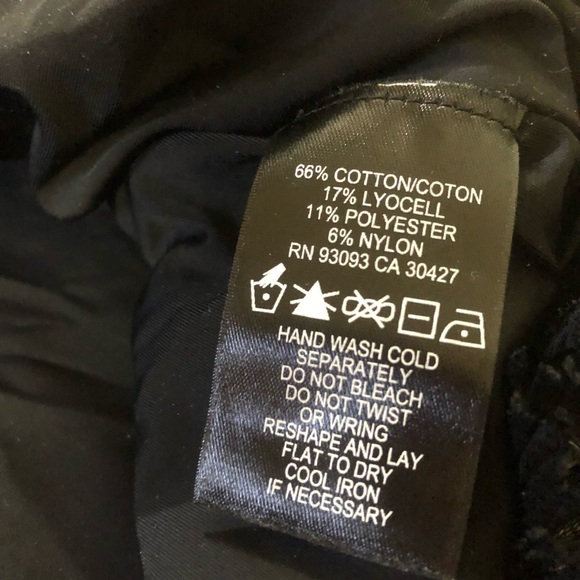 66% COTTON/COTON
17% LYOCELL
11% POLYESTER
6% NYLON
RN 93093 CA 30427
HAND WASH COLD
SEPARATELY
DO NOT BLEACH
DO NOT TWIST
OR WRING
RESHAPE AND LAY
FLAT TO DRY
COOL IRON
IF NECESSARY